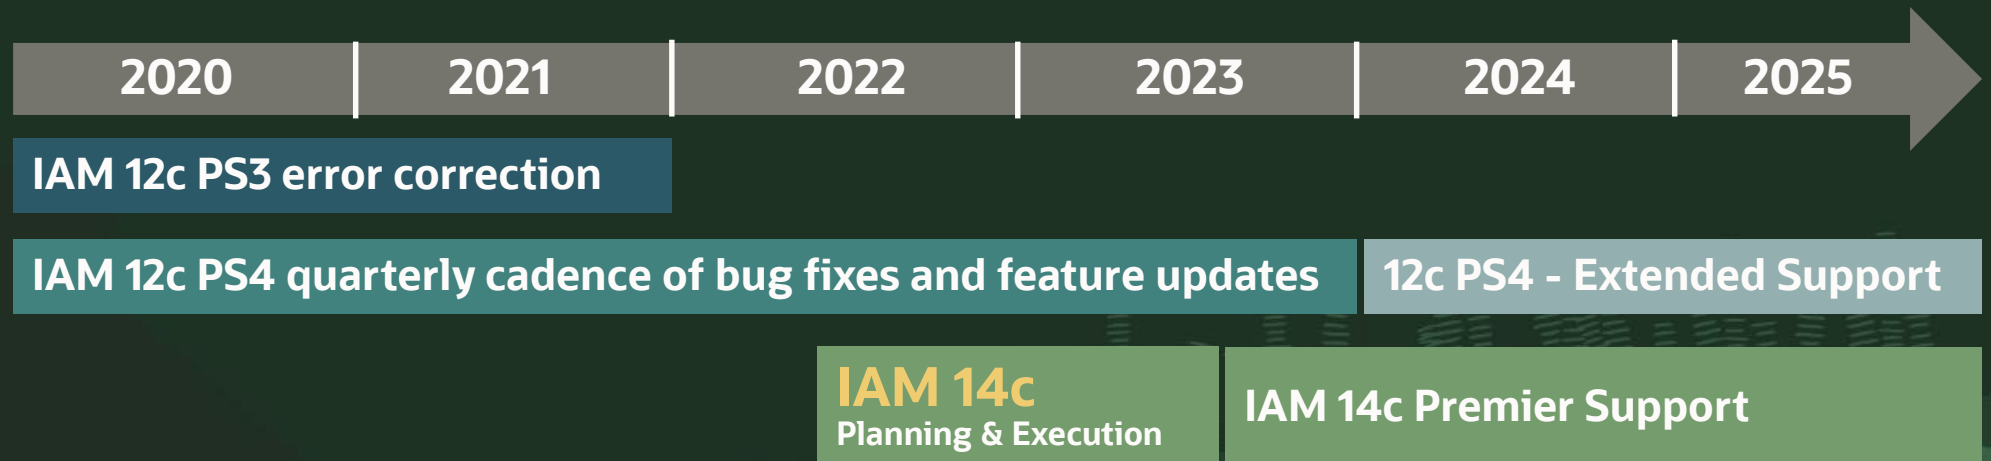 2020 2021 2022 2023 2024 2025
IAM 12c PS3 error correction
IAM 12c PS4 quarterly cadence of bug fixes and feature updates
12c PS4 - Extended Support
IAM 14c
Planning & Execution
IAM 14c Premier Support